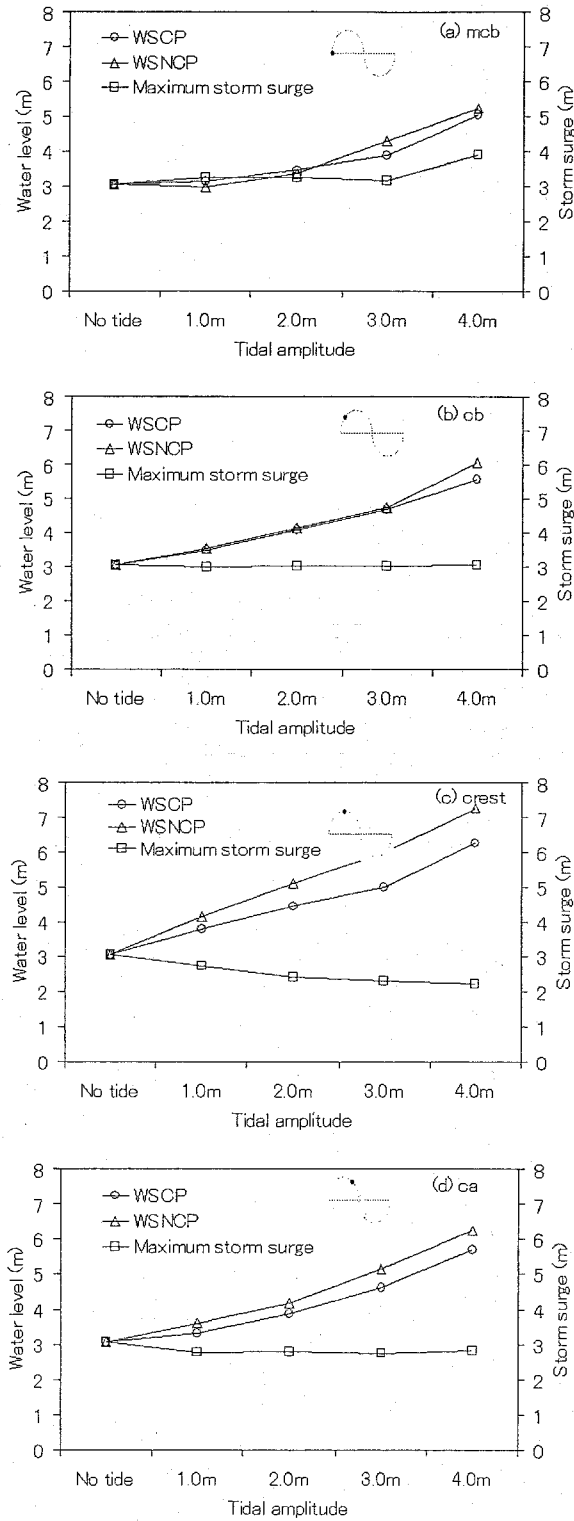 (a) mcb
WSCP
WSNCP
Maximum storm surge
Water level (m)
Storm surge (m)
8
7
6
5
4
3
2
1
0
8
7
6
5
4
3
2
1
0
No tide 1.0m 2.0m 3.0m 4.0m
Tidal amplitude
(b) cb
WSCP
WSNCP
Maximum storm surge
Water level (m)
Storm surge (m)
8
7
6
5
4
3
2
1
0
8
7
6
5
4
3
2
1
0
No tide 1.0m 2.0m 3.0m 4.0m
Tidal amplitude
(c) crest
WSCP
WSNCP
Maximum storm surge
Water level (m)
Storm surge (m)
8
7
6
5
4
3
2
1
0
8
7
6
5
4
3
2
1
0
No tide 1.0m 2.0m 3.0m 4.0m
Tidal amplitude
(d) ca
WSCP
WSNCP
Maximum storm surge
Water level (m)
Storm surge (m)
8
7
6
5
4
3
2
1
0
8
7
6
5
4
3
2
1
0
No tide 1.0m 2.0m 3.0m 4.0m
Tidal amplitude